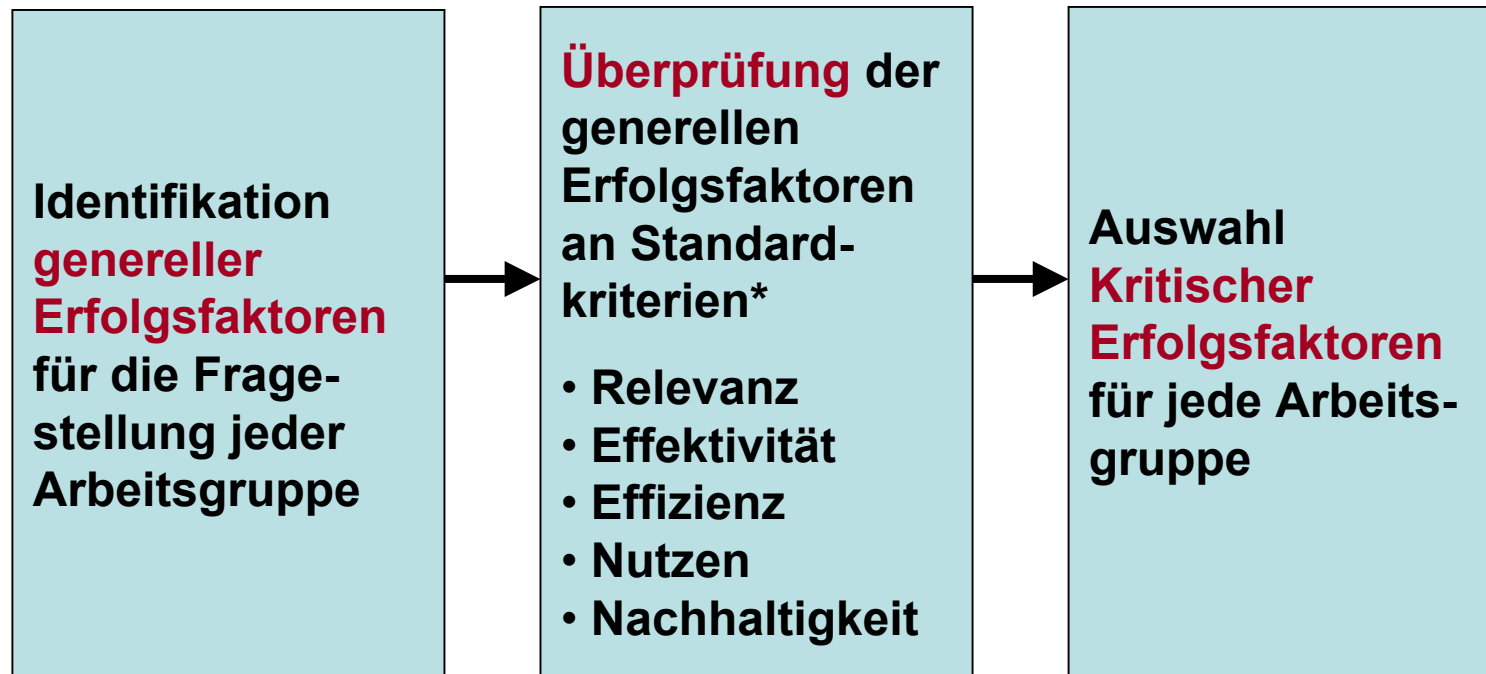 Identifikation
genereller
Erfolgsfaktoren
für die Frage-
stellung jeder
Arbeitsgruppe
Überprüfung der
generellen
Erfolgsfaktoren
an Standard-
kriterien*
• Relevanz
• Effektivität
• Effizienz
• Nutzen
• Nachhaltigkeit
Auswahl
Kritischer
Erfolgsfaktoren
für jede Arbeits-
gruppe